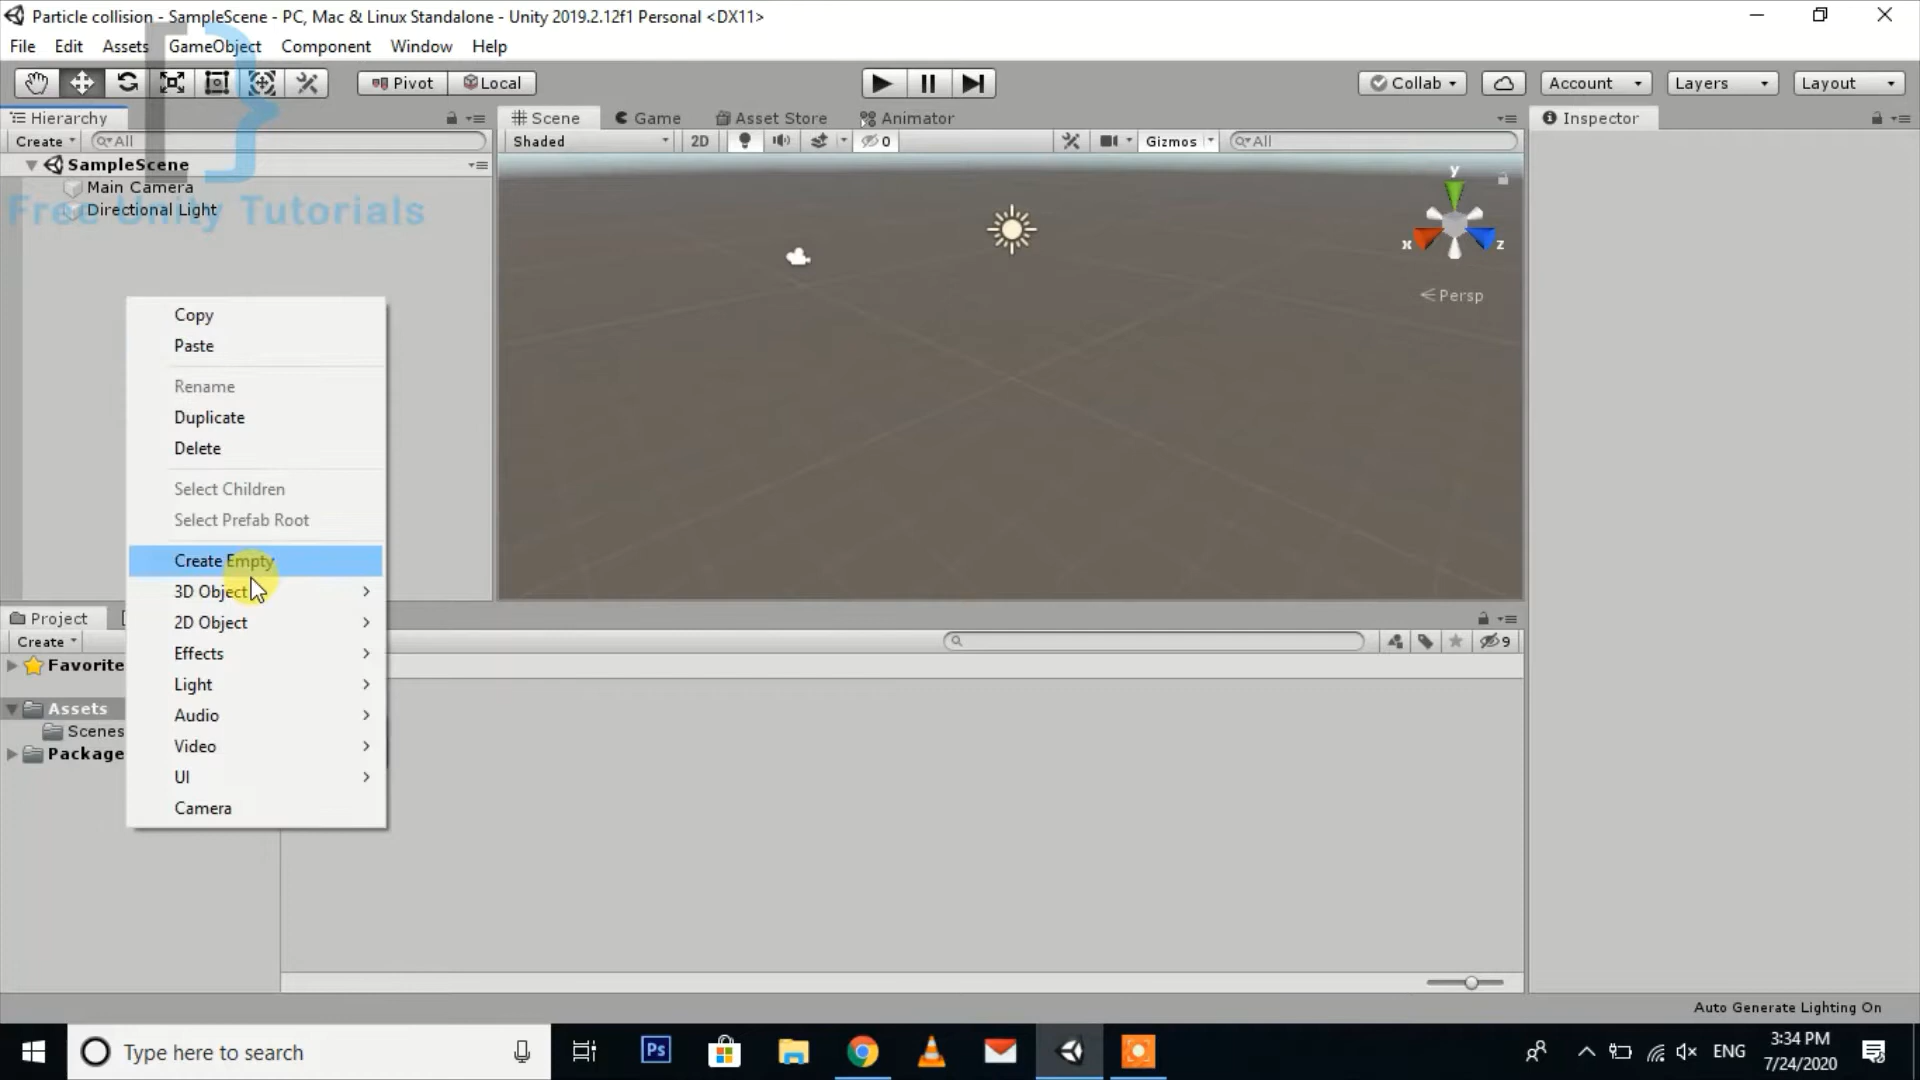 Particle collision - SampleScene - PC, Mac & Linux Standalone - Unity 2019.2.12f1 Personal <DX11>
File Edit Assets GameObject Component Window Help
Pivot Local Collab Account Layers Layout
Hierarchy Scene Game Asset Store Animator Inspector
Create All Shaded 2D 0 Gizmos All
SampleScene
Main Camera
Directional Light
Free Unity Tutorials
y
x z
Persp
Copy
Paste
Rename
Duplicate
Delete
Select Children
Select Prefab Root
Create Empty
3D Object
2D Object
Effects
Light
Audio
Video
UI
Camera
Project
Create 9
Favorite
Assets
Scenes
Package
Auto Generate Lighting On
Type here to search
Ps
ENG
3:34 PM
7/24/2020